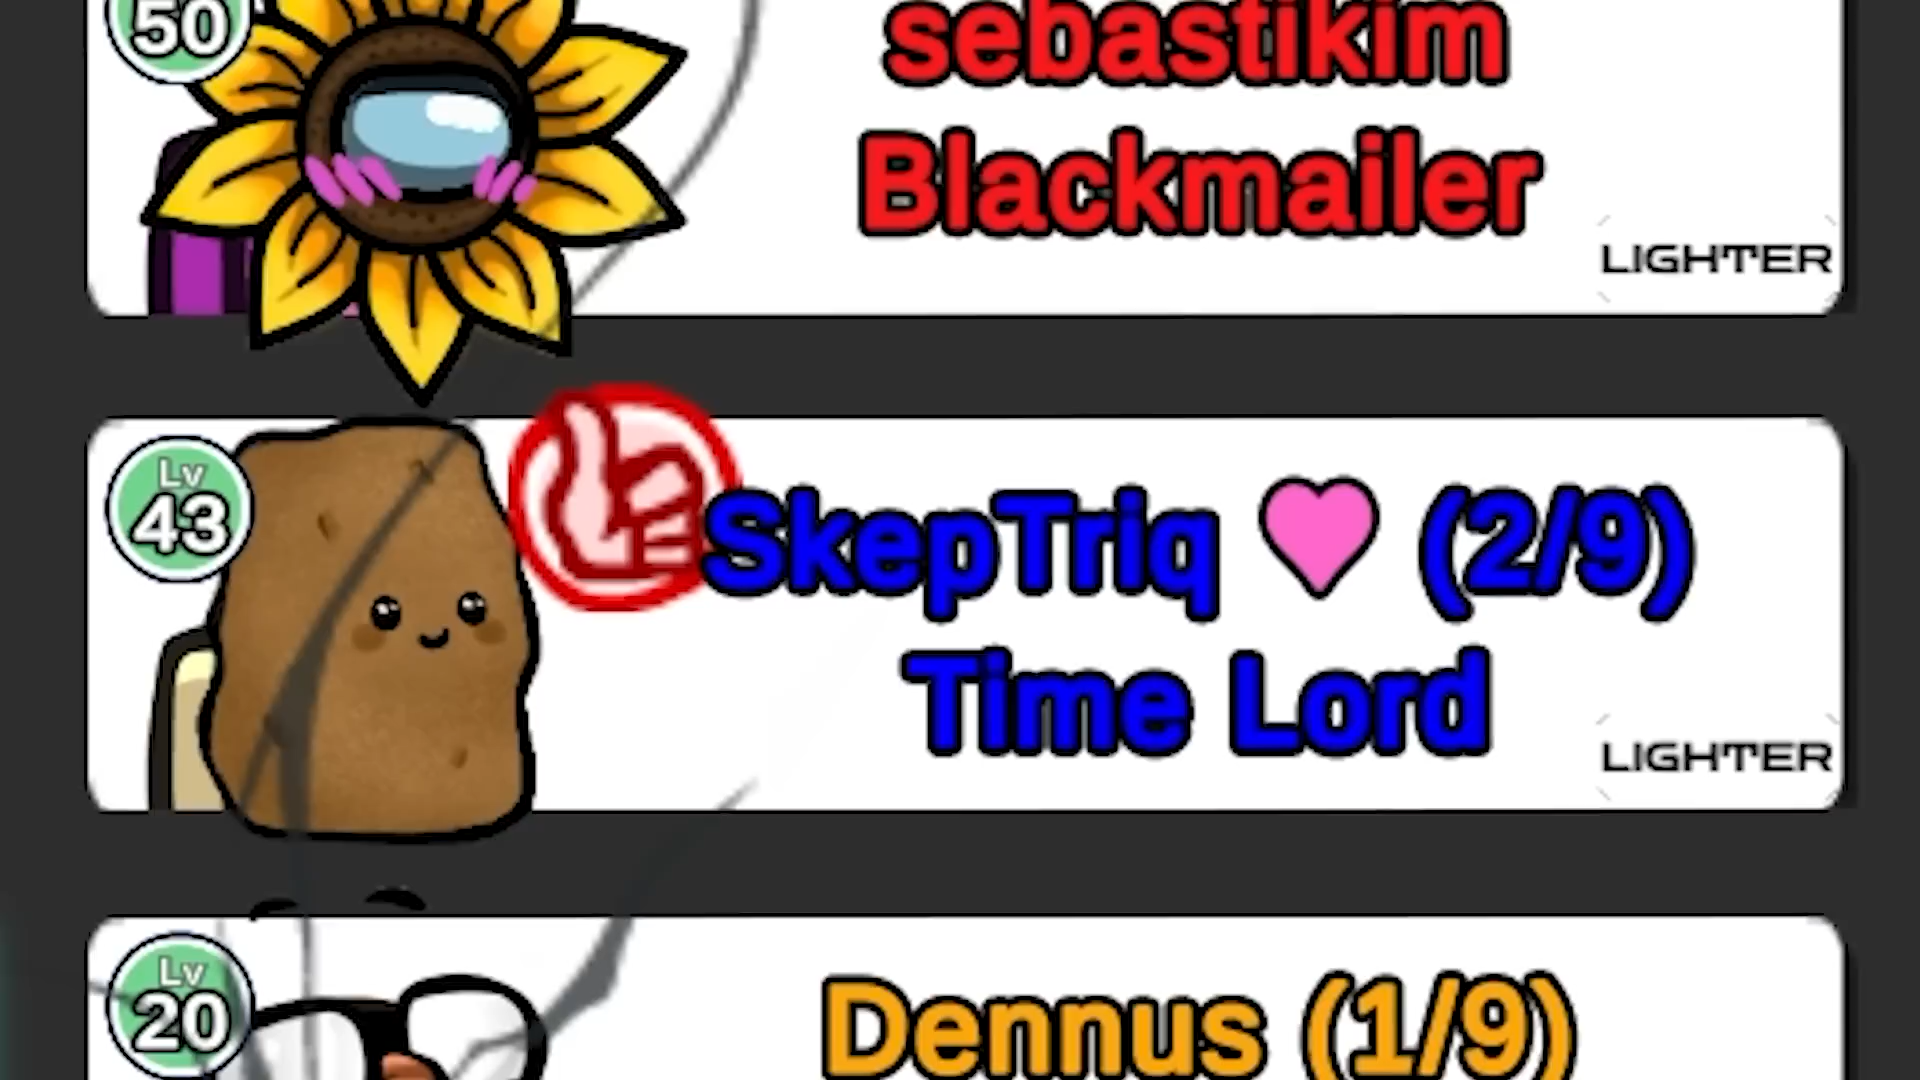 50
sebastikim
Blackmailer
LIGHTER
Lv
43
SkepTriq (2/9)
Time Lord
LIGHTER
Lv
20
Dennus (1/9)